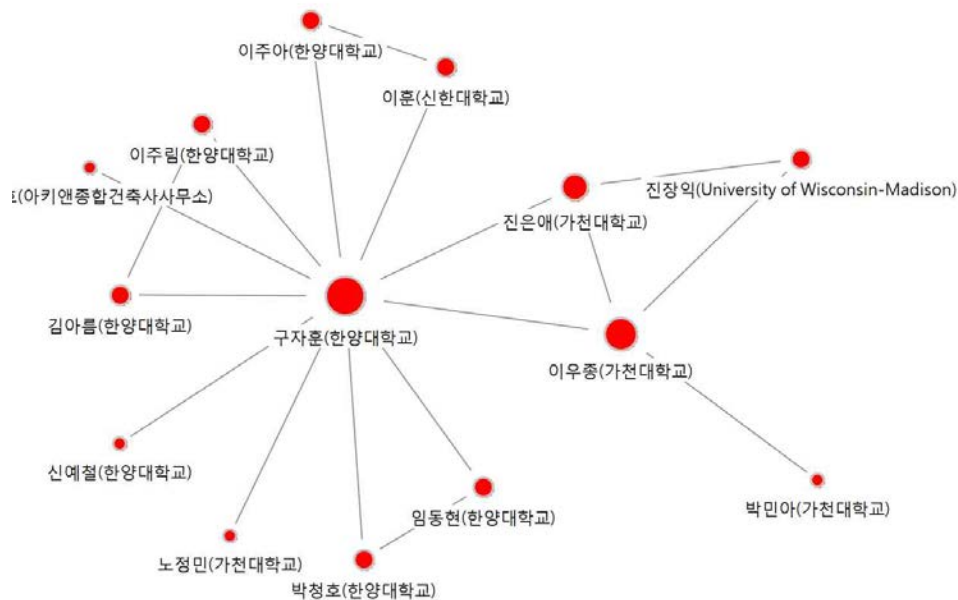 이주아(한양대학교)
이훈(신한대학교)
이주림(한양대학교)
진장익(University of Wisconsin-Madison)
(아키앤종합건축사사무소)
진은애(가천대학교)
김아름(한양대학교)
구자훈(한양대학교)
이우종(가천대학교)
신예철(한양대학교)
박민아(가천대학교)
임동현(한양대학교)
노정민(가천대학교)
박청호(한양대학교)